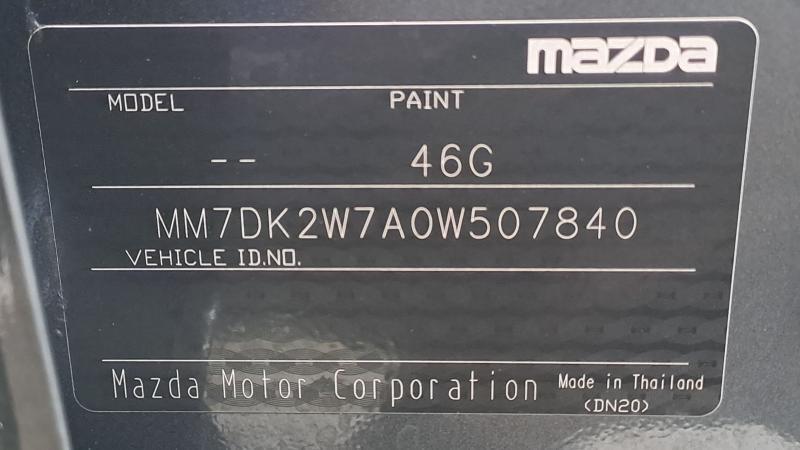 mazda
MODEL PAINT
-- 46G
MM7DK2W7A0W507840
VEHICLE ID.NO.
Mazda Motor Corporation Made in Thailand
(DN20)